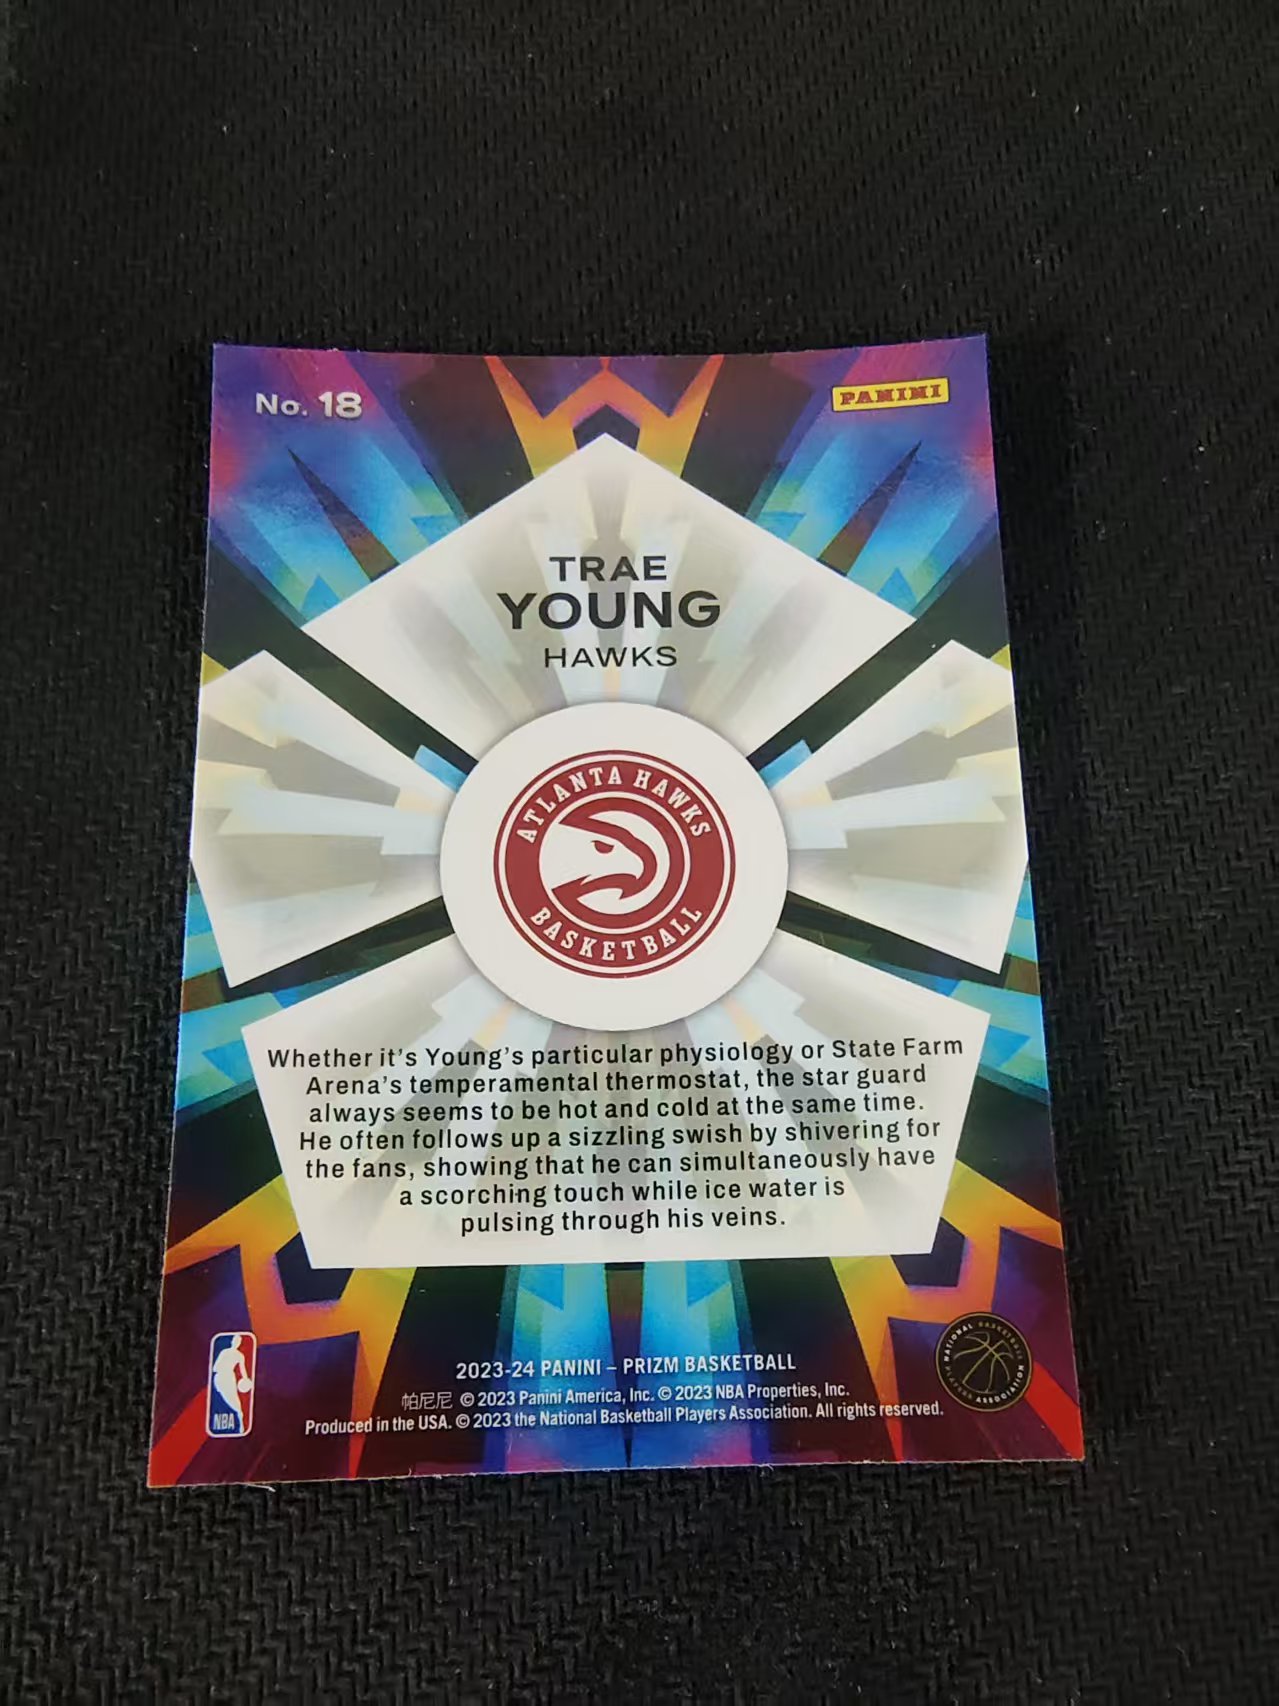 No. 18
PANINI
TRAE
YOUNG
HAWKS
ATLANTA HAWKS
BASKETBALL
Whether it's Young's particular physiology or State Farm
Arena's temperamental thermostat, the star guard
always seems to be hot and cold at the same time.
He often follows up a sizzling swish by shivering for
the fans, showing that he can simultaneously have
a scorching touch while ice water is
pulsing through his veins.
NATIONAL BASKETBALL
PLAYERS ASSOCIATION
NBA
2023-24 PANINI – PRIZM BASKETBALL
帕尼尼 © 2023 Panini America, Inc. © 2023 NBA Properties, Inc.
Produced in the USA. © 2023 the National Basketball Players Association. All rights reserved.